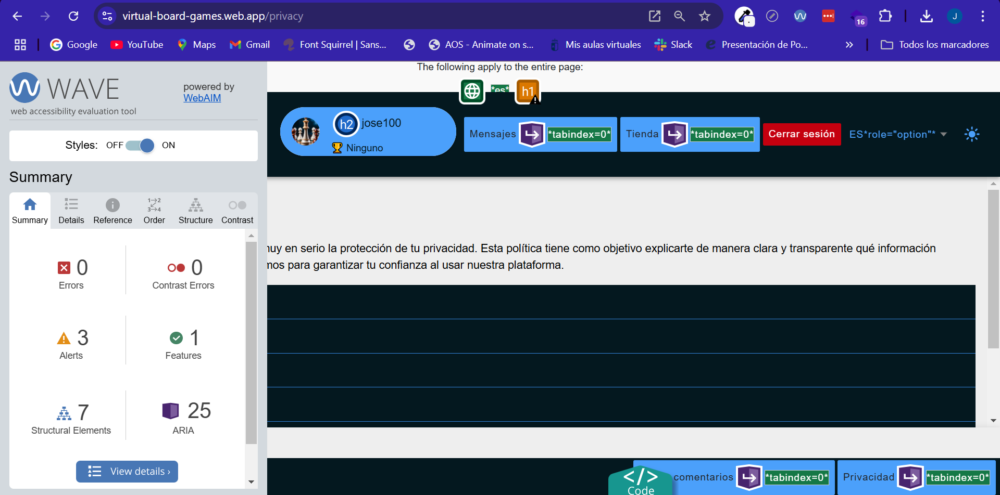 virtual-board-games.web.app/privacy
16
J
Google
YouTube
Maps
Gmail
Font Squirrel | Sans...
AOS - Animate on s...
Mis aulas virtuales
Slack
Presentación de Po...
»
Todos los marcadores
WAVE
web accessibility evaluation tool
powered by
WebAIM
Styles: OFF ON
Summary
Summary
Details
Reference
1→2
3→4
Order
Structure
Contrast
0
Errors
0
Contrast Errors
3
Alerts
1
Features
7
Structural Elements
25
ARIA
View details ›
The following apply to the entire page:
*es*
h1
h2 jose100
Ninguno
Mensajes *tabindex=0*
Tienda *tabindex=0*
Cerrar sesión
ES*role="option"*
muy en serio la protección de tu privacidad. Esta política tiene como objetivo explicarte de manera clara y transparente qué información
mos para garantizar tu confianza al usar nuestra plataforma.
</>
Code
comentarios *tabindex=0*
Privacidad *tabindex=0*